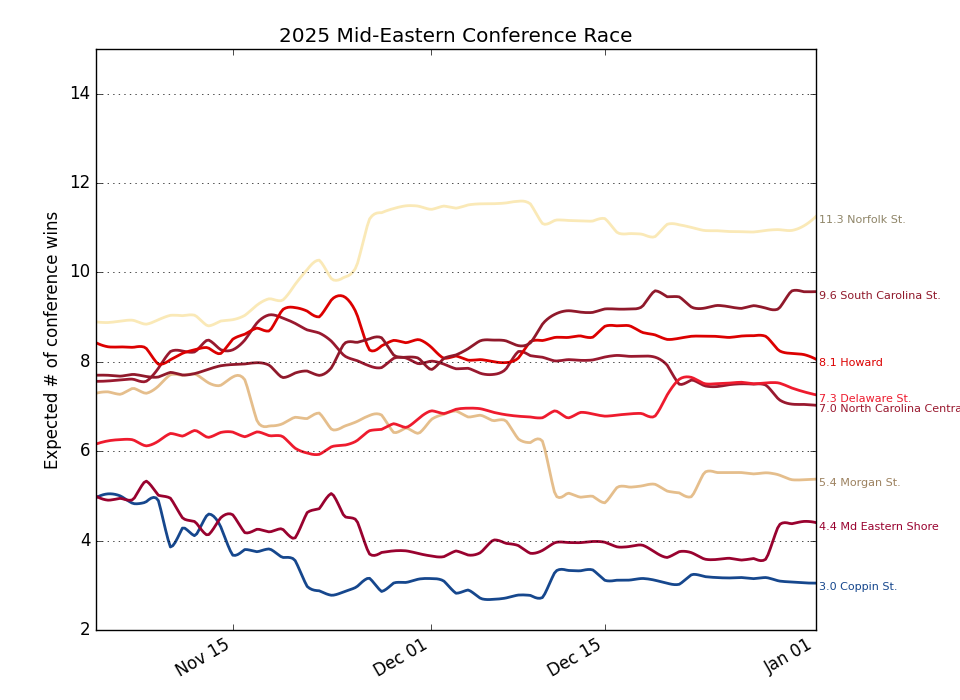 2025 Mid-Eastern Conference Race
Expected # of conference wins
14
12
10
8
6
4
2
11.3 Norfolk St.
9.6 South Carolina St.
8.1 Howard
7.3 Delaware St.
7.0 North Carolina Centra
5.4 Morgan St.
4.4 Md Eastern Shore
3.0 Coppin St.
Nov 15
Dec 01
Dec 15
Jan 01